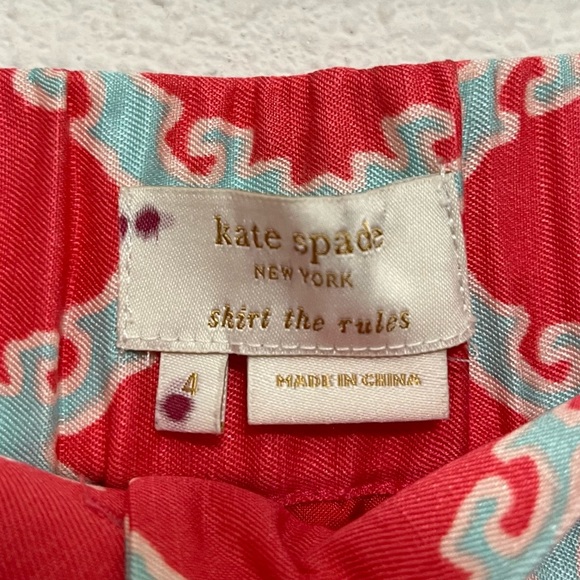 kate spade
NEW YORK
skirt the rules
4
MADE IN CHINA